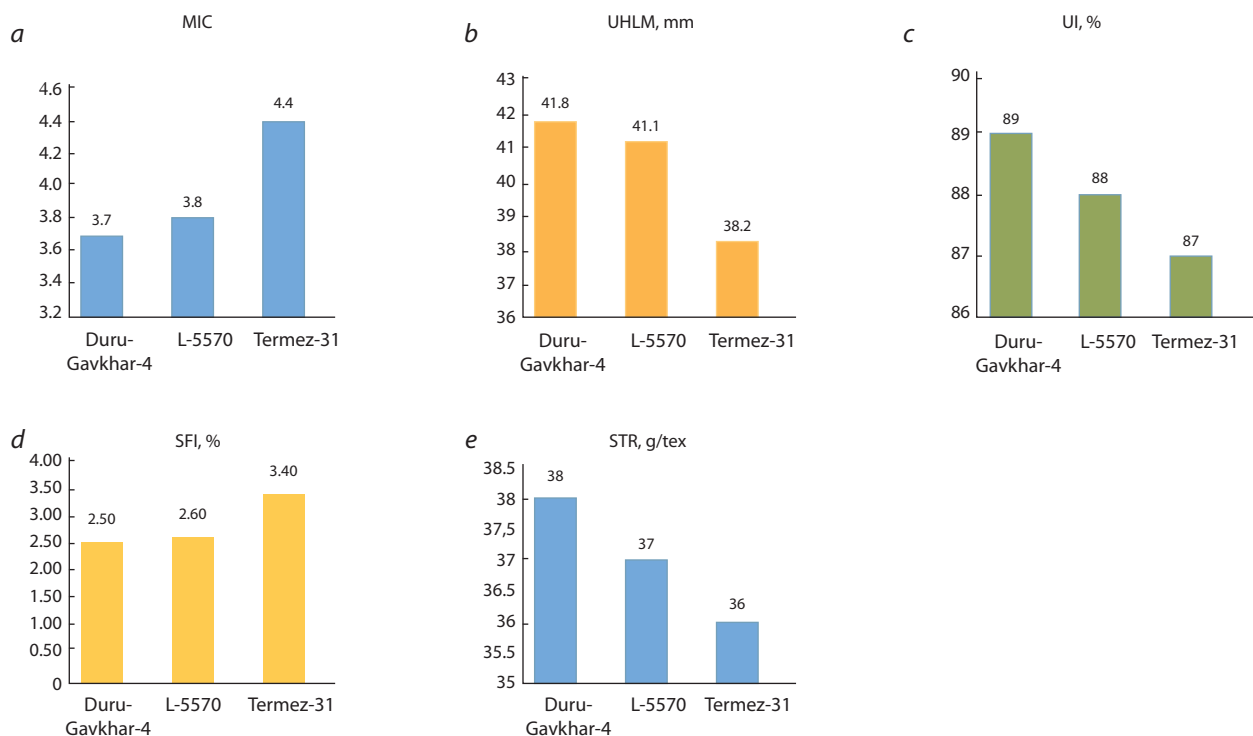 a
MIC
4.6
4.4
4.2
4.0
3.8
3.6
3.4
3.2
3.7
3.8
4.4
Duru-
Gavkhar-4
L-5570
Termez-31
b
UHLM, mm
43
42
41
40
39
38
37
36
41.8
41.1
38.2
Duru-
Gavkhar-4
L-5570
Termez-31
c
UI, %
90
89
88
87
86
89
88
87
Duru-
Gavkhar-4
L-5570
Termez-31
d
SFI, %
4.00
3.50
3.00
2.50
2.00
1.50
1.00
0.50
0
2.50
2.60
3.40
Duru-
Gavkhar-4
L-5570
Termez-31
e
STR, g/tex
38.5
38
37,5
37
36.5
36
35.5
35
38
37
36
Duru-
Gavkhar-4
L-5570
Termez-31